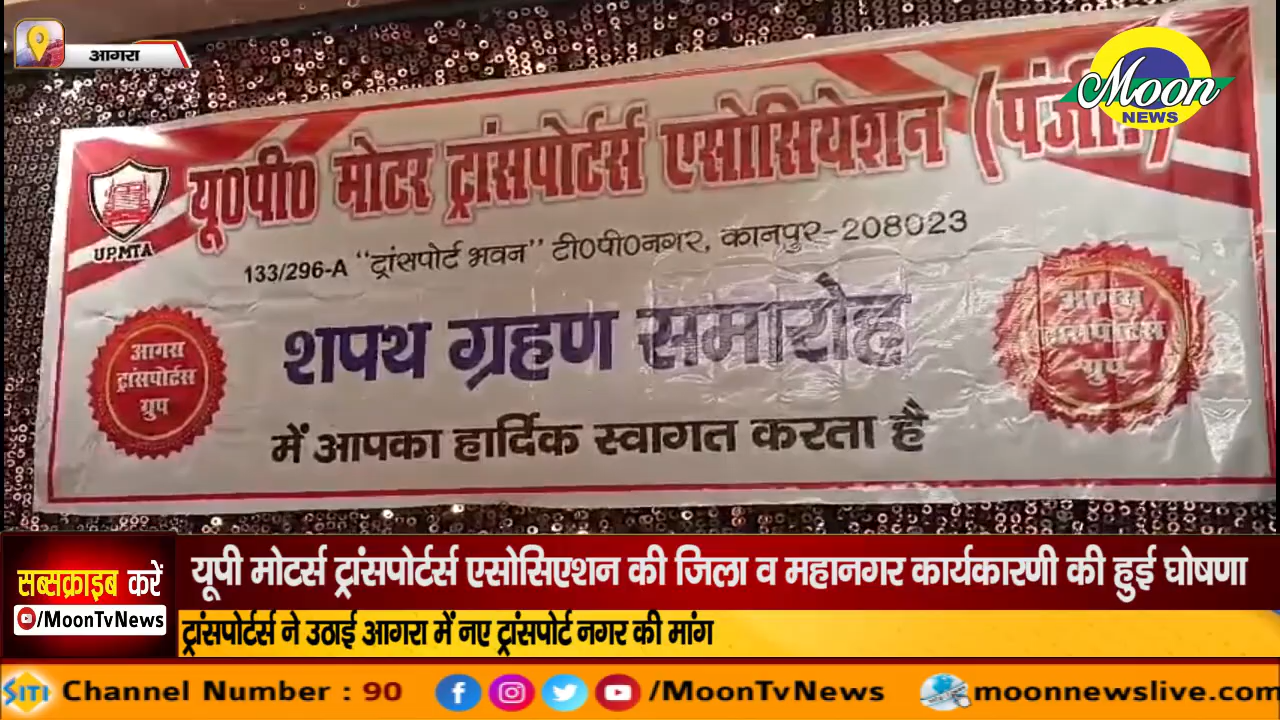 आगरा
Moon
NEWS
यू0पी0 मोटर ट्रांसपोर्टर्स एसोसियेशन
UPMTA
133/296-A "ट्रांसपोर्ट भवन" टी0पी0नगर, कानपुर-208023
शपथ ग्रहण समारोह
में आपका हार्दिक स्वागत करता है
आगरा
ट्रांसपोर्टस
ग्रुप
आगरा
ट्रांसपोर्टस
ग्रुप
सब्सक्राइब करें
/MoonTvNews
यूपी मोटर्स ट्रांसपोर्टर्स एसोसिएशन की जिला व महानगर कार्यकारणी की हुई घोषणा
ट्रांसपोर्टर्स ने उठाई आगरा में नए ट्रांसपोर्ट नगर की मांग
SITI Channel Number : 90 /MoonTvNews moonnewslive.com